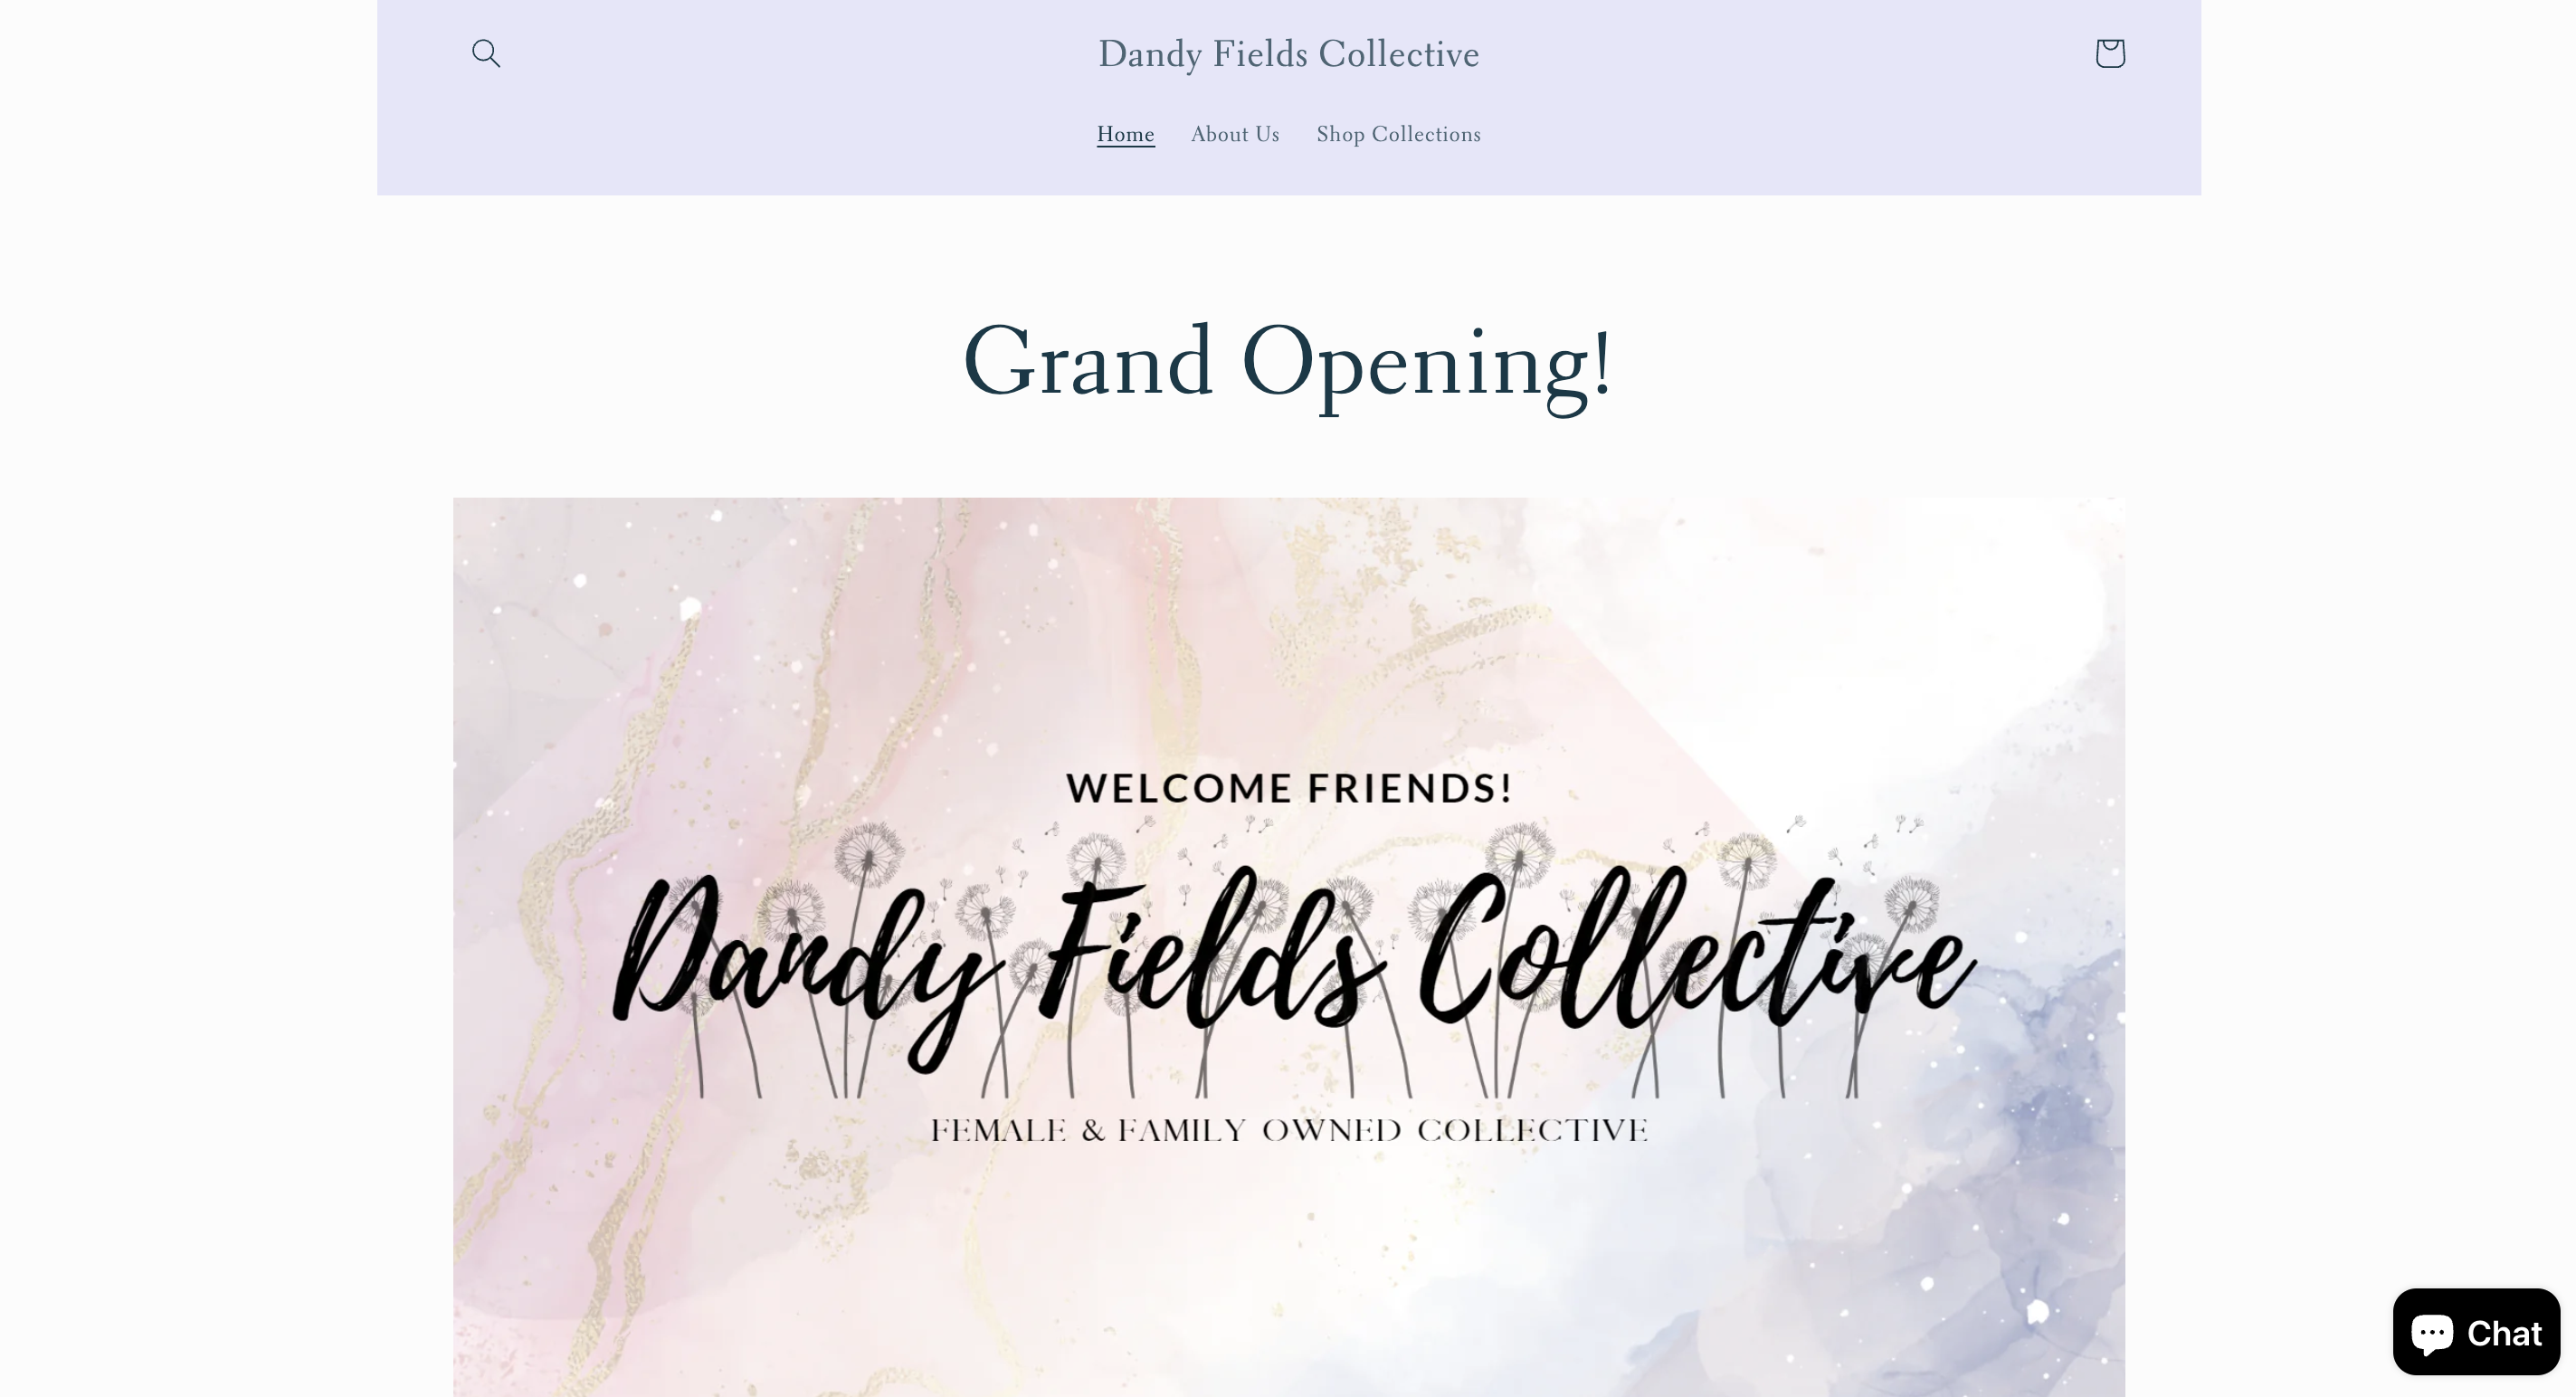 Dandy Fields Collective
Home About Us Shop Collections
Grand Opening!
WELCOME FRIENDS!
Dandy Fields Collective
FEMALE & FAMILY OWNED COLLECTIVE
Chat